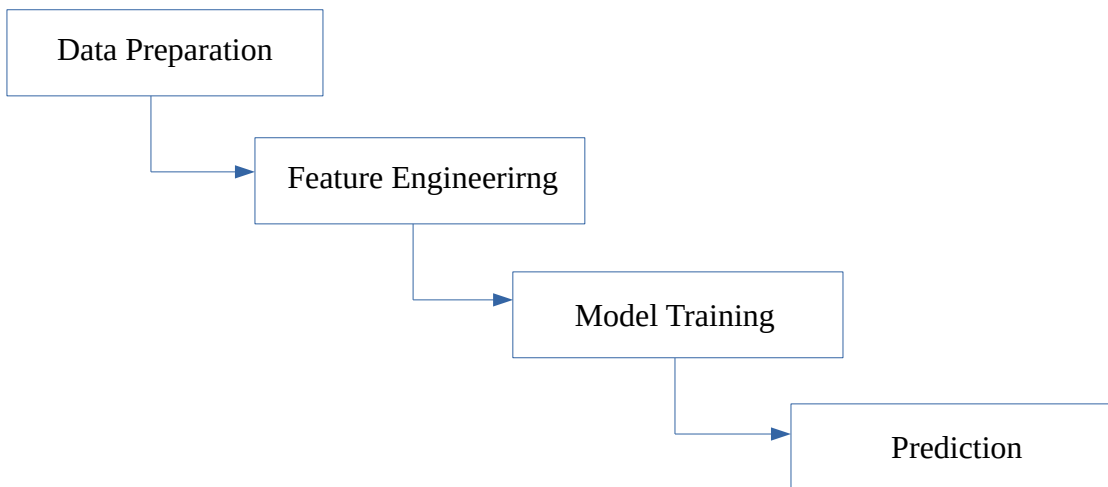 Data Preparation
Feature Engineerirng
Model Training
Prediction